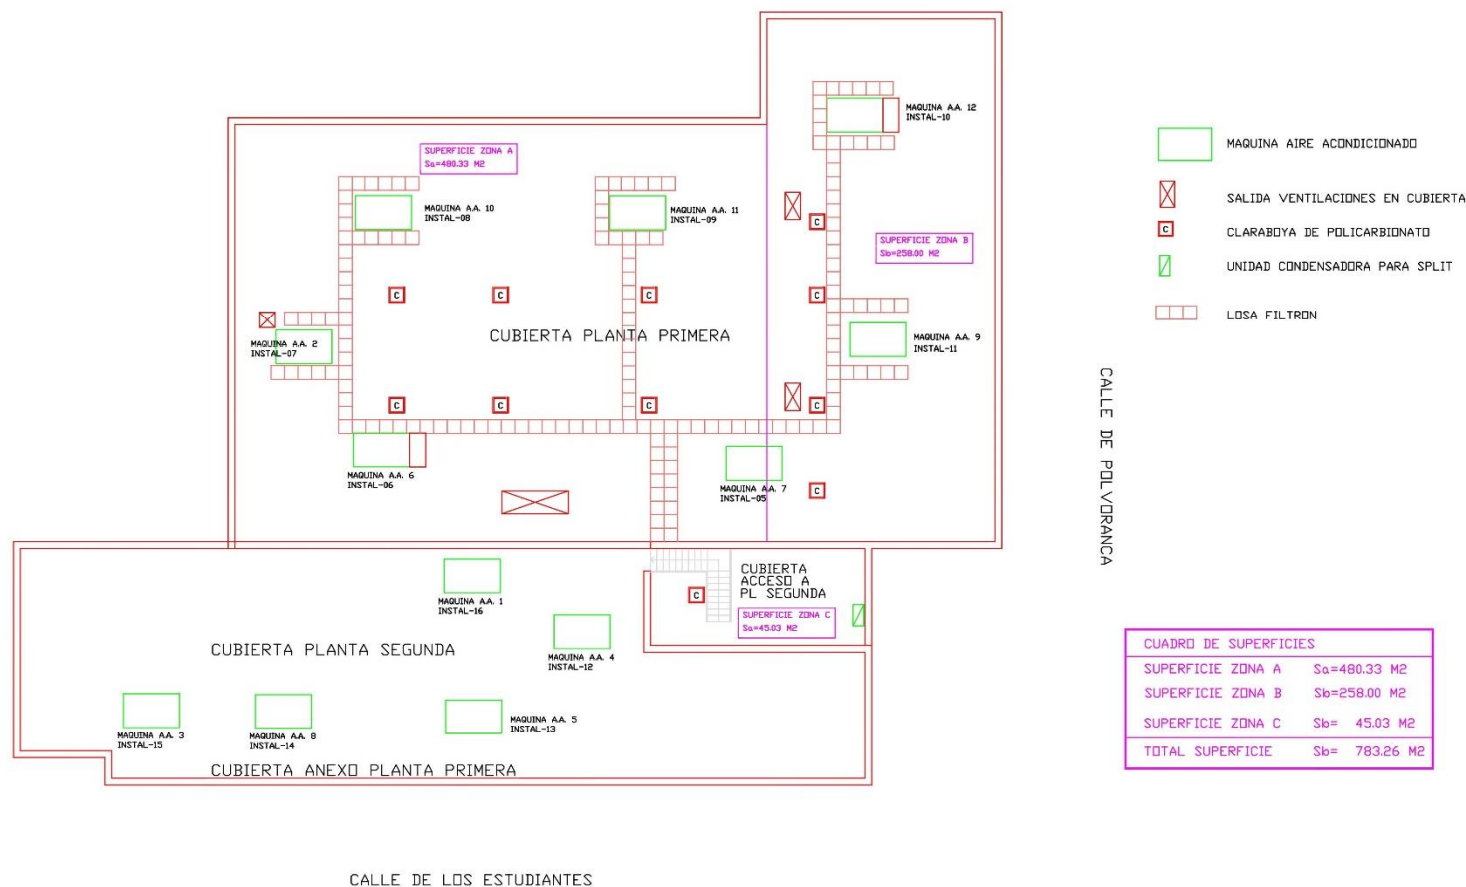 MAQUINA A.A. 12
INSTAL-10
SUPERFICIE ZONA A
Sa=480.33 M2
MAQUINA A.A. 10
INSTAL-08
MAQUINA A.A. 11
INSTAL-09
C
SUPERFICIE ZONA B
Sb=258.00 M2
C
C
C
C
CUBIERTA PLANTA PRIMERA
MAQUINA A.A. 2
INSTAL-07
MAQUINA A.A. 9
INSTAL-11
C
C
C
C
MAQUINA A.A. 6
INSTAL-06
MAQUINA A.A. 7
INSTAL-05
C
CUBIERTA
ACCESO A
PL SEGUNDA
C
SUPERFICIE ZONA C
Sa=45.03 M2
MAQUINA A.A. 1
INSTAL-16
MAQUINA A.A. 4
INSTAL-12
CUBIERTA PLANTA SEGUNDA
MAQUINA A.A. 3
INSTAL-15
MAQUINA A.A. 8
INSTAL-14
MAQUINA A.A. 5
INSTAL-13
CUBIERTA ANEXO PLANTA PRIMERA
CALLE DE LOS ESTUDIANTES
CALLE DE POLVORANCA
MAQUINA AIRE ACONDICIONADO
SALIDA VENTILACIONES EN CUBIERTA
C
CLARABOYA DE POLICARBIONATO
UNIDAD CONDENSADORA PARA SPLIT
LOSA FILTRON
CUADRO DE SUPERFICIES
SUPERFICIE ZONA A Sa=480.33 M2
SUPERFICIE ZONA B Sb=258.00 M2
SUPERFICIE ZONA C Sb= 45.03 M2
TOTAL SUPERFICIE Sb= 783.26 M2